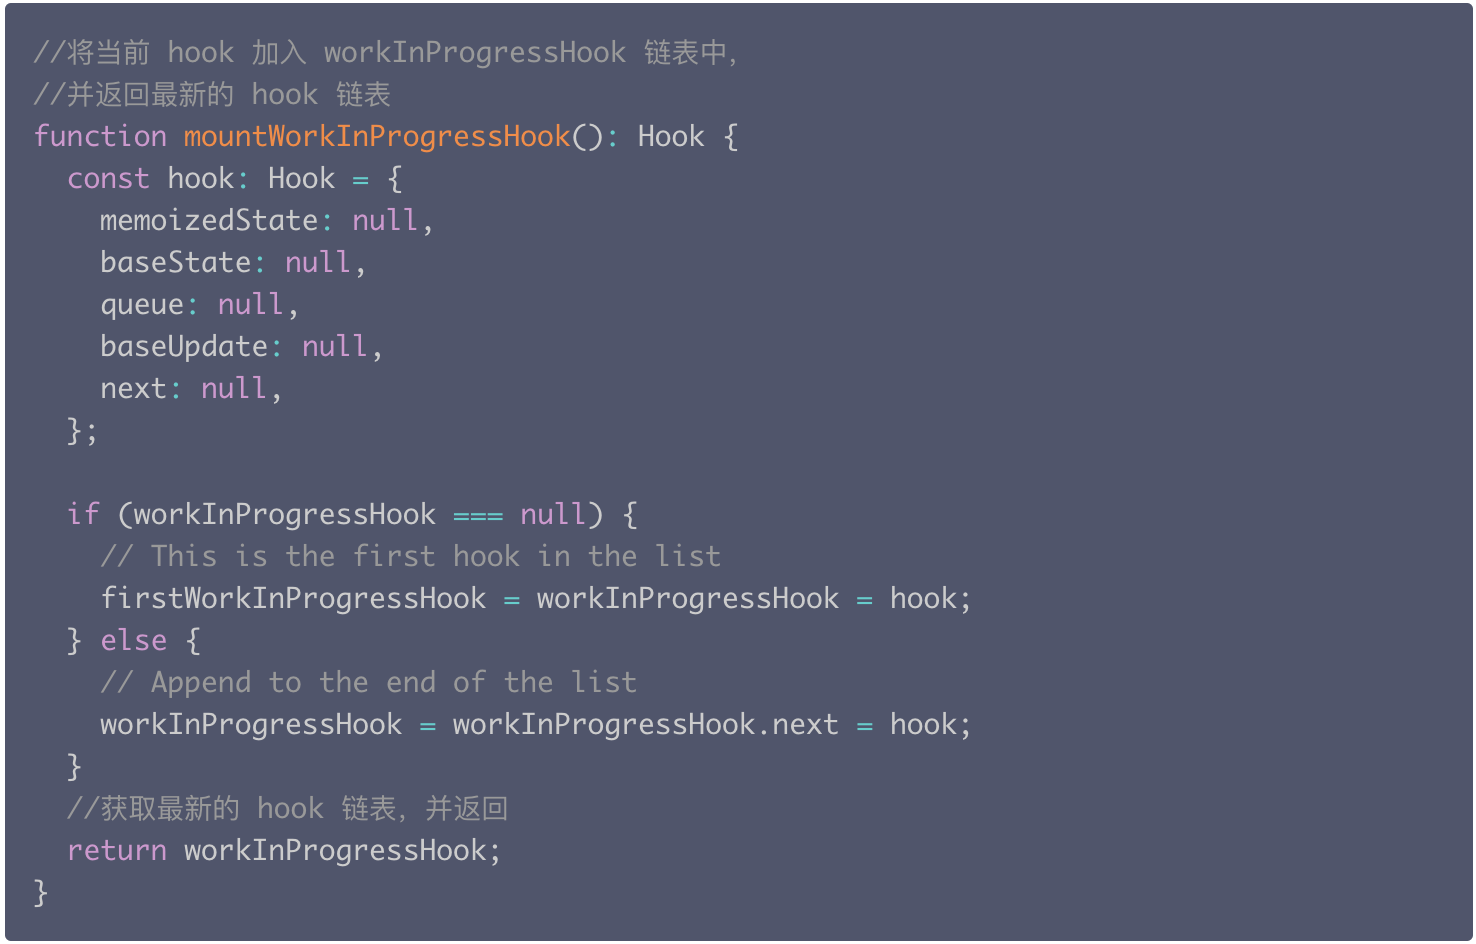 //将当前 hook 加入 workInProgressHook 链表中，
//并返回最新的 hook 链表
function mountWorkInProgressHook(): Hook {
  const hook: Hook = {
    memoizedState: null,
    baseState: null,
    queue: null,
    baseUpdate: null,
    next: null,
  };

  if (workInProgressHook === null) {
    // This is the first hook in the list
    firstWorkInProgressHook = workInProgressHook = hook;
  } else {
    // Append to the end of the list
    workInProgressHook = workInProgressHook.next = hook;
  }
  //获取最新的 hook 链表，并返回
  return workInProgressHook;
}